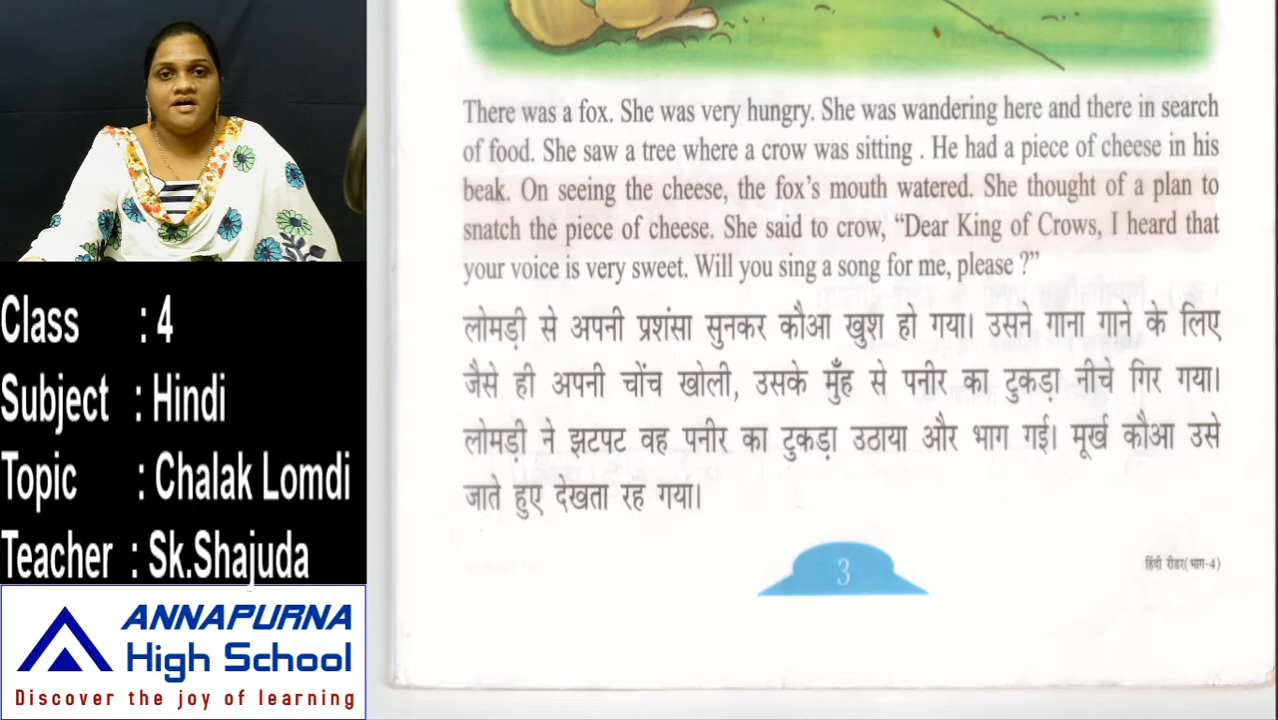 There was a fox. She was very hungry. She was wandering here and there in search
of food. She saw a tree where a crow was sitting . He had a piece of cheese in his
beak. On seeing the cheese, the fox's mouth watered. She thought of a plan to
snatch the piece of cheese. She said to crow, “Dear King of Crows, I heard that
your voice is very sweet. Will you sing a song for me, please ?”
लोमड़ी से अपनी प्रशंसा सुनकर कौआ खुश हो गया। उसने गाना गाने के लिए
जैसे ही अपनी चोंच खोली, उसके मुँह से पनीर का टुकड़ा नीचे गिर गया।
लोमड़ी ने झटपट वह पनीर का टुकड़ा उठाया और भाग गई। मूर्ख कौआ उसे
जाते हुए देखता रह गया।
3
हिंदी रीडर(भाग-4)
Class : 4
Subject : Hindi
Topic : Chalak Lomdi
Teacher : Sk.Shajuda
ANNAPURNA
High School
Discover the joy of learning